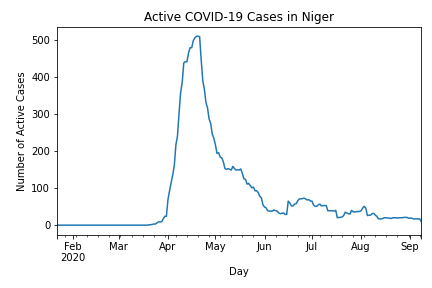 Active COVID-19 Cases in Niger
Number of Active Cases
500
400
300
200
100
0
Feb Mar Apr May Jun Jul Aug Sep
2020
Day